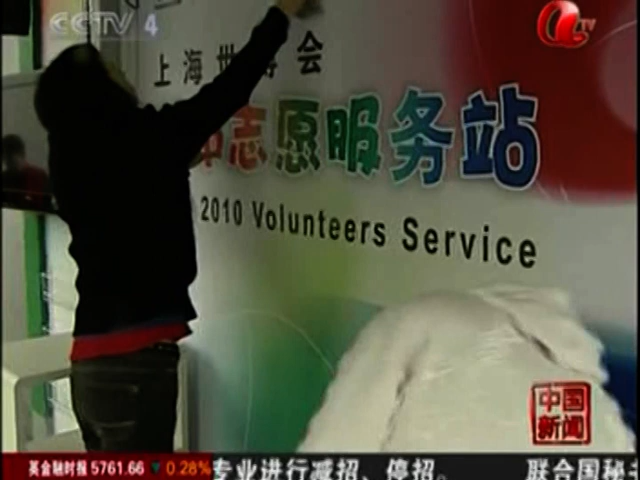 CCTV 4
TV
上海世博会
志愿服务站
2010 Volunteers Service
中国
新闻
英金融时报 5761.66 ▼ 0.28% 专业进行减招、停招。 联合国秘